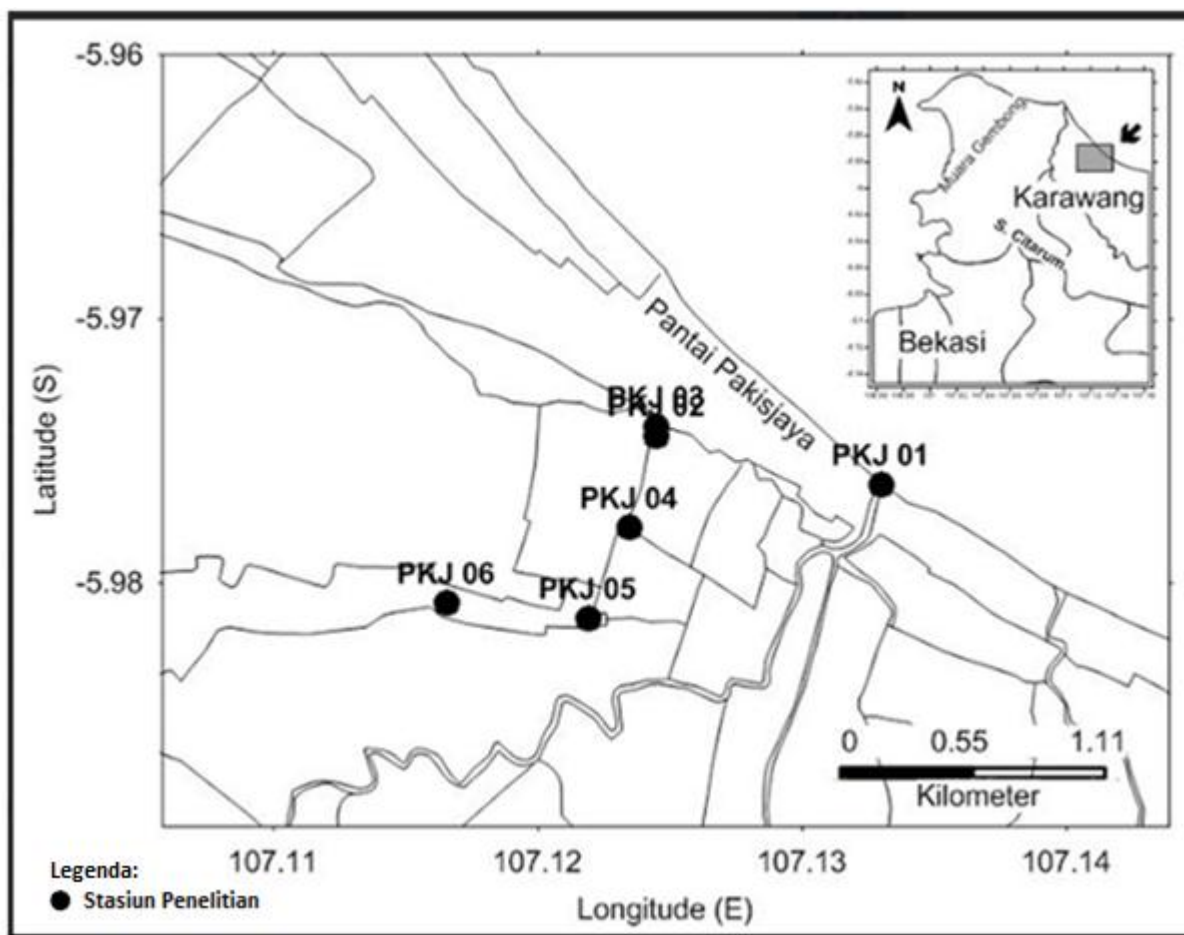 -5.96
-5.97
-5.98
Latitude (S)
107.11
107.12
107.13
107.14
Longitude (E)
N
Muara Gembong
Karawang
S. Citarum
Bekasi
Pantai Pakisjaya
PKJ 03
PKJ 02
PKJ 01
PKJ 04
PKJ 06
PKJ 05
0 0.55 1.11
Kilometer
Legenda:
Stasiun Penelitian